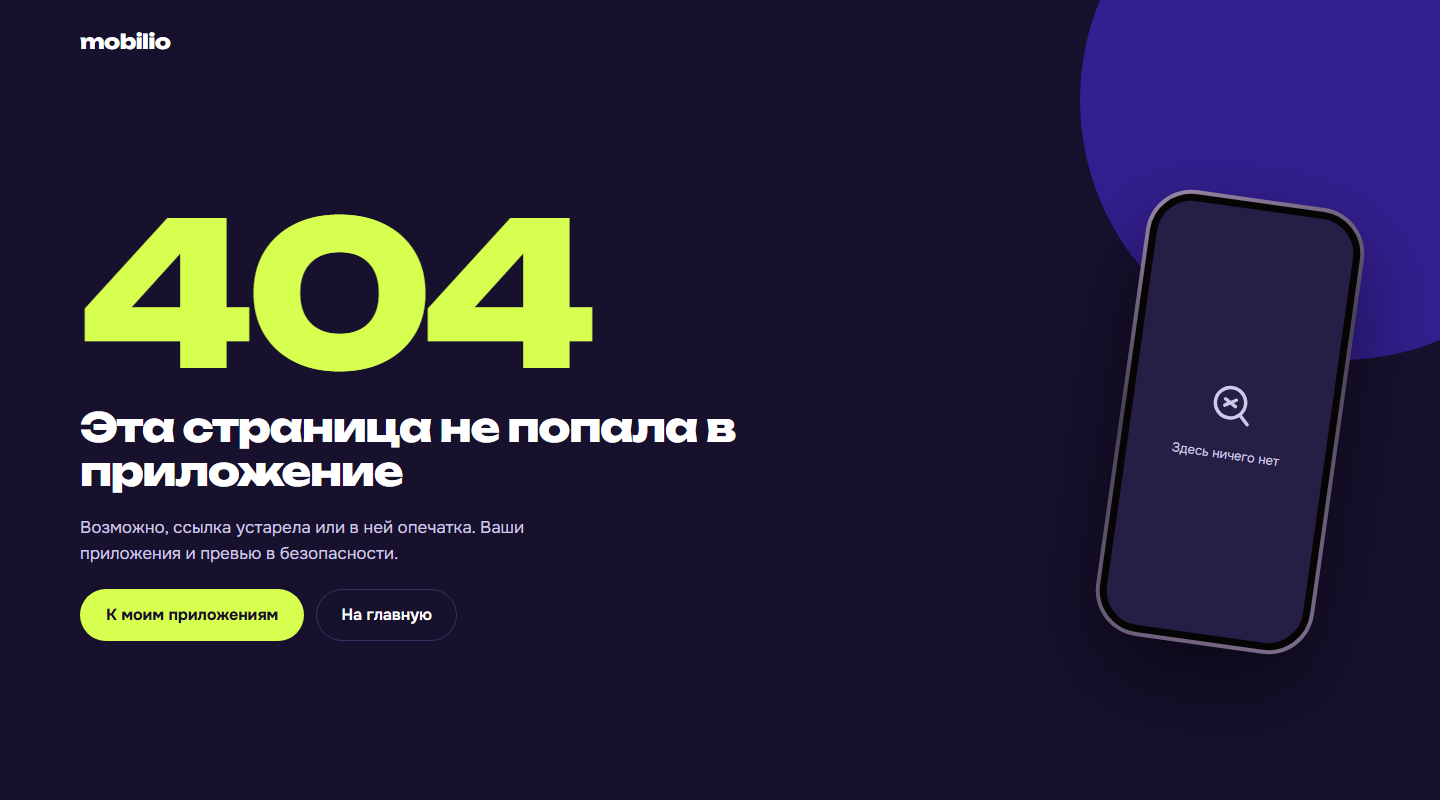 mobilio
404
Эта страница не попала в
приложение
Возможно, ссылка устарела или в ней опечатка. Ваши
приложения и превью в безопасности.
К моим приложениям
На главную
Здесь ничего нет